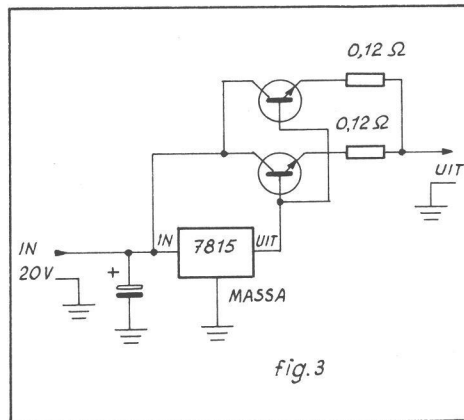 0,12 Ω
0,12 Ω
UIT
IN
7815
UIT
IN
20V
+
MASSA
fig.3